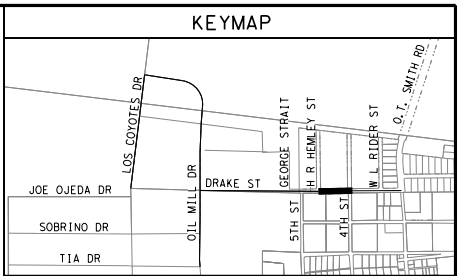 KEYMAP
O. T. SMITH RD
LOS COYOTES DR
GEORGE STRAIT
H R HEMLEY ST
W L RIDER ST
OIL MILL DR
DRAKE ST
JOE OJEDA DR
5TH ST
4TH ST
SOBRINO DR
TIA DR